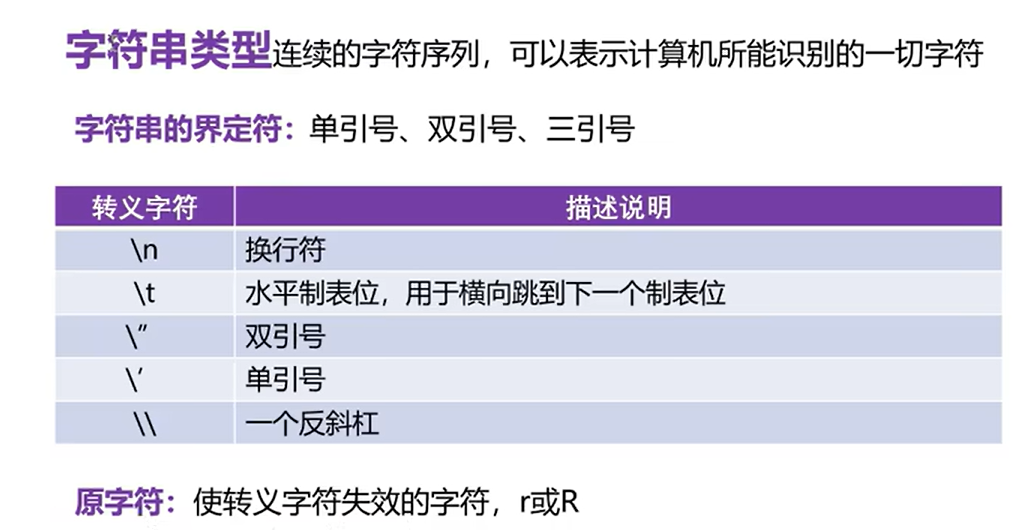 字符串类型连续的字符序列，可以表示计算机所能识别的一切字符
字符串的界定符：单引号、双引号、三引号
转义字符 描述说明
\n 换行符
\t 水平制表位，用于横向跳到下一个制表位
\” 双引号
\’ 单引号
\\ 一个反斜杠
原字符：使转义字符失效的字符，r或R